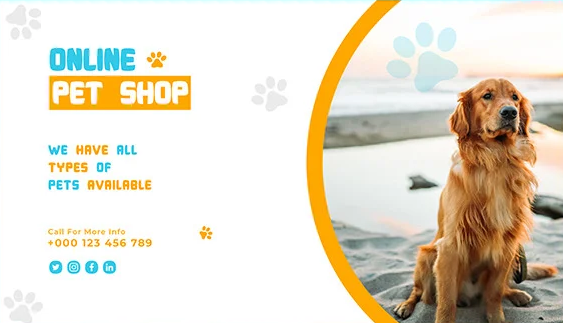 ONLINE
PET SHOP
WE HAVE ALL
TYPES OF
PETS AVAILABLE
Call For More Info
+000 123 456 789